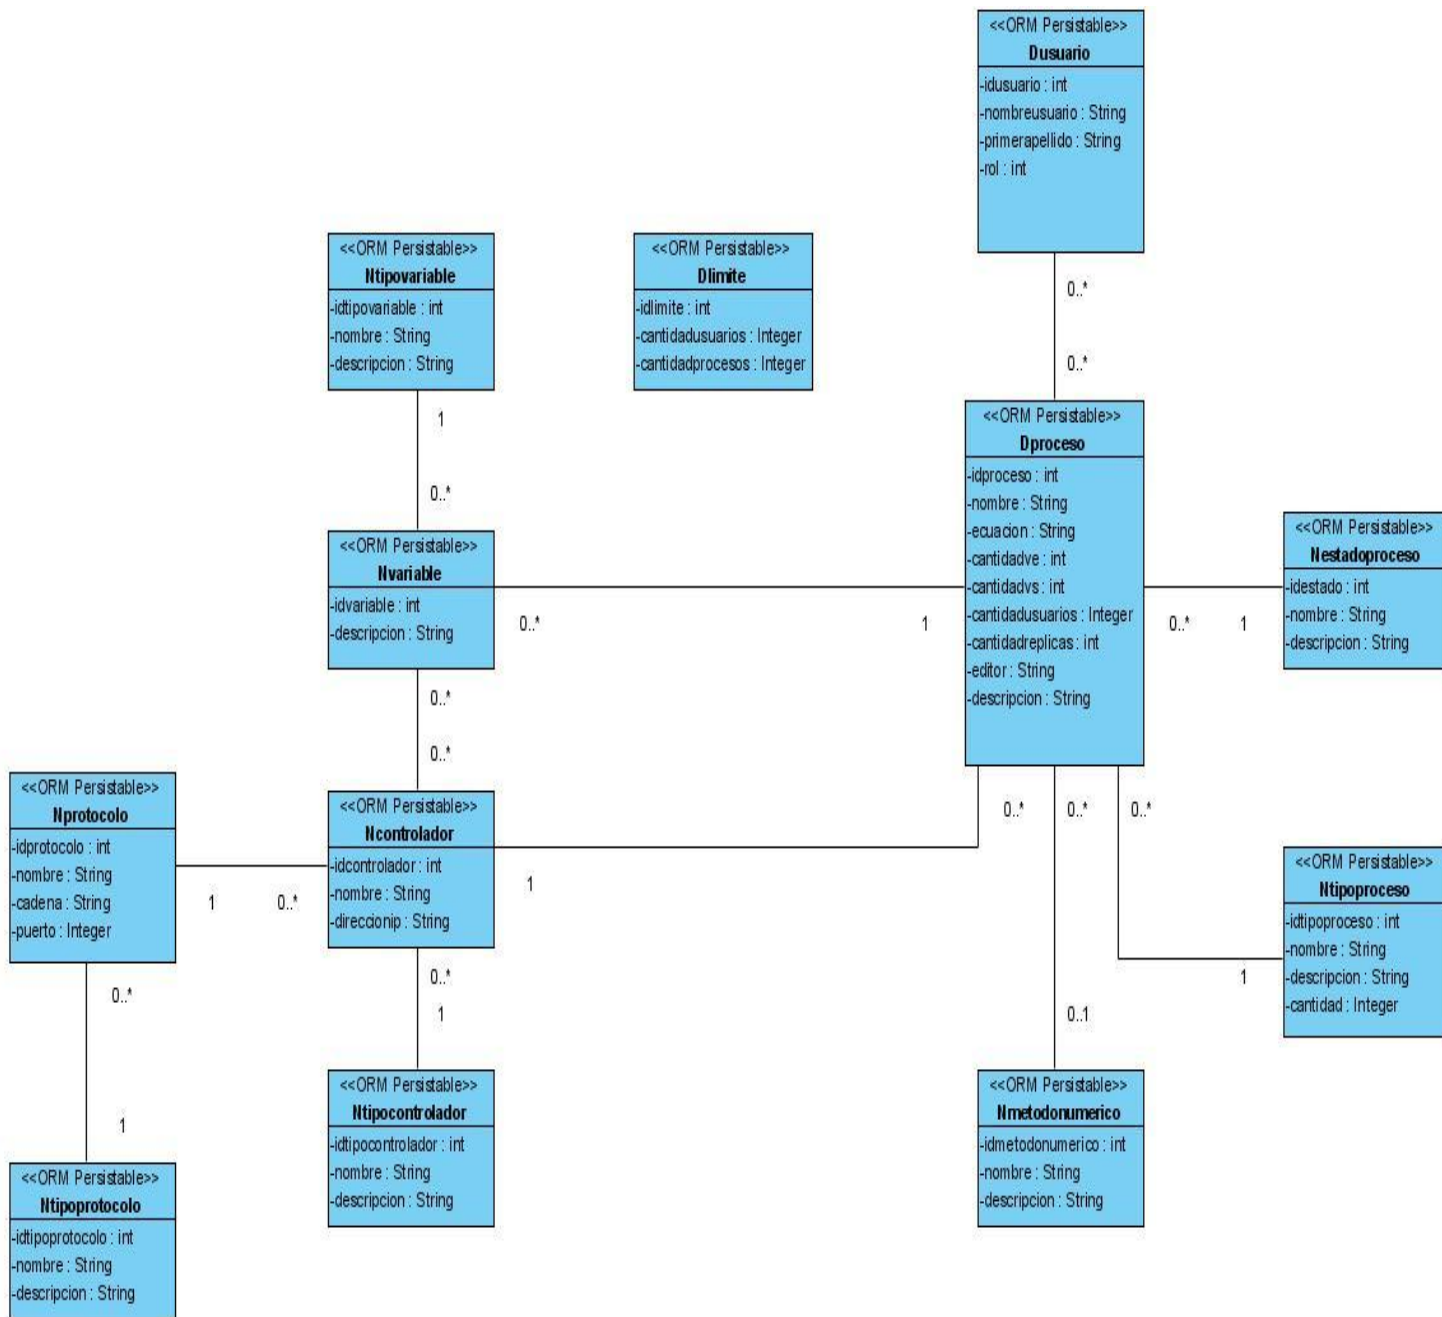 <<ORM Persistable>>
Dusuario
-idusuario : int
-nombreusuario : String
-primerapellido : String
-rol : int
0..*
0..*
<<ORM Persistable>>
Ntipovariable
-idtipovariable : int
-nombre : String
-descripcion : String
1
0..*
<<ORM Persistable>>
Dlimite
-idlimite : int
-cantidadusuarios : Integer
-cantidadprocesos : Integer
<<ORM Persistable>>
Dproceso
-idproceso : int
-nombre : String
-ecuacion : String
-cantidadve : int
-cantidadvs : int
-cantidadusuarios : Integer
-cantidadreplicas : int
-editor : String
-descripcion : String
<<ORM Persistable>>
Nvariable
-idvariable : int
-descripcion : String
0..*
1
0..*
1
<<ORM Persistable>>
Nestadoproceso
-idestado : int
-nombre : String
-descripcion : String
0..*
0..*
<<ORM Persistable>>
Nprotocolo
-idprotocolo : int
-nombre : String
-cadena : String
-puerto : Integer
1
0..*
<<ORM Persistable>>
Ncontrolador
-idcontrolador : int
-nombre : String
-direccionip : String
1
0..*
0..*
0..*
<<ORM Persistable>>
Ntipoproceso
-idtipoproceso : int
-nombre : String
-descripcion : String
-cantidad : Integer
1
0..*
1
0..*
1
0..1
<<ORM Persistable>>
Ntipoprotocolo
-idtipoprotocolo : int
-nombre : String
-descripcion : String
<<ORM Persistable>>
Ntipocontrolador
-idtipocontrolador : int
-nombre : String
-descripcion : String
<<ORM Persistable>>
Nmetodonumerico
-idmetodonumerico : int
-nombre : String
-descripcion : String